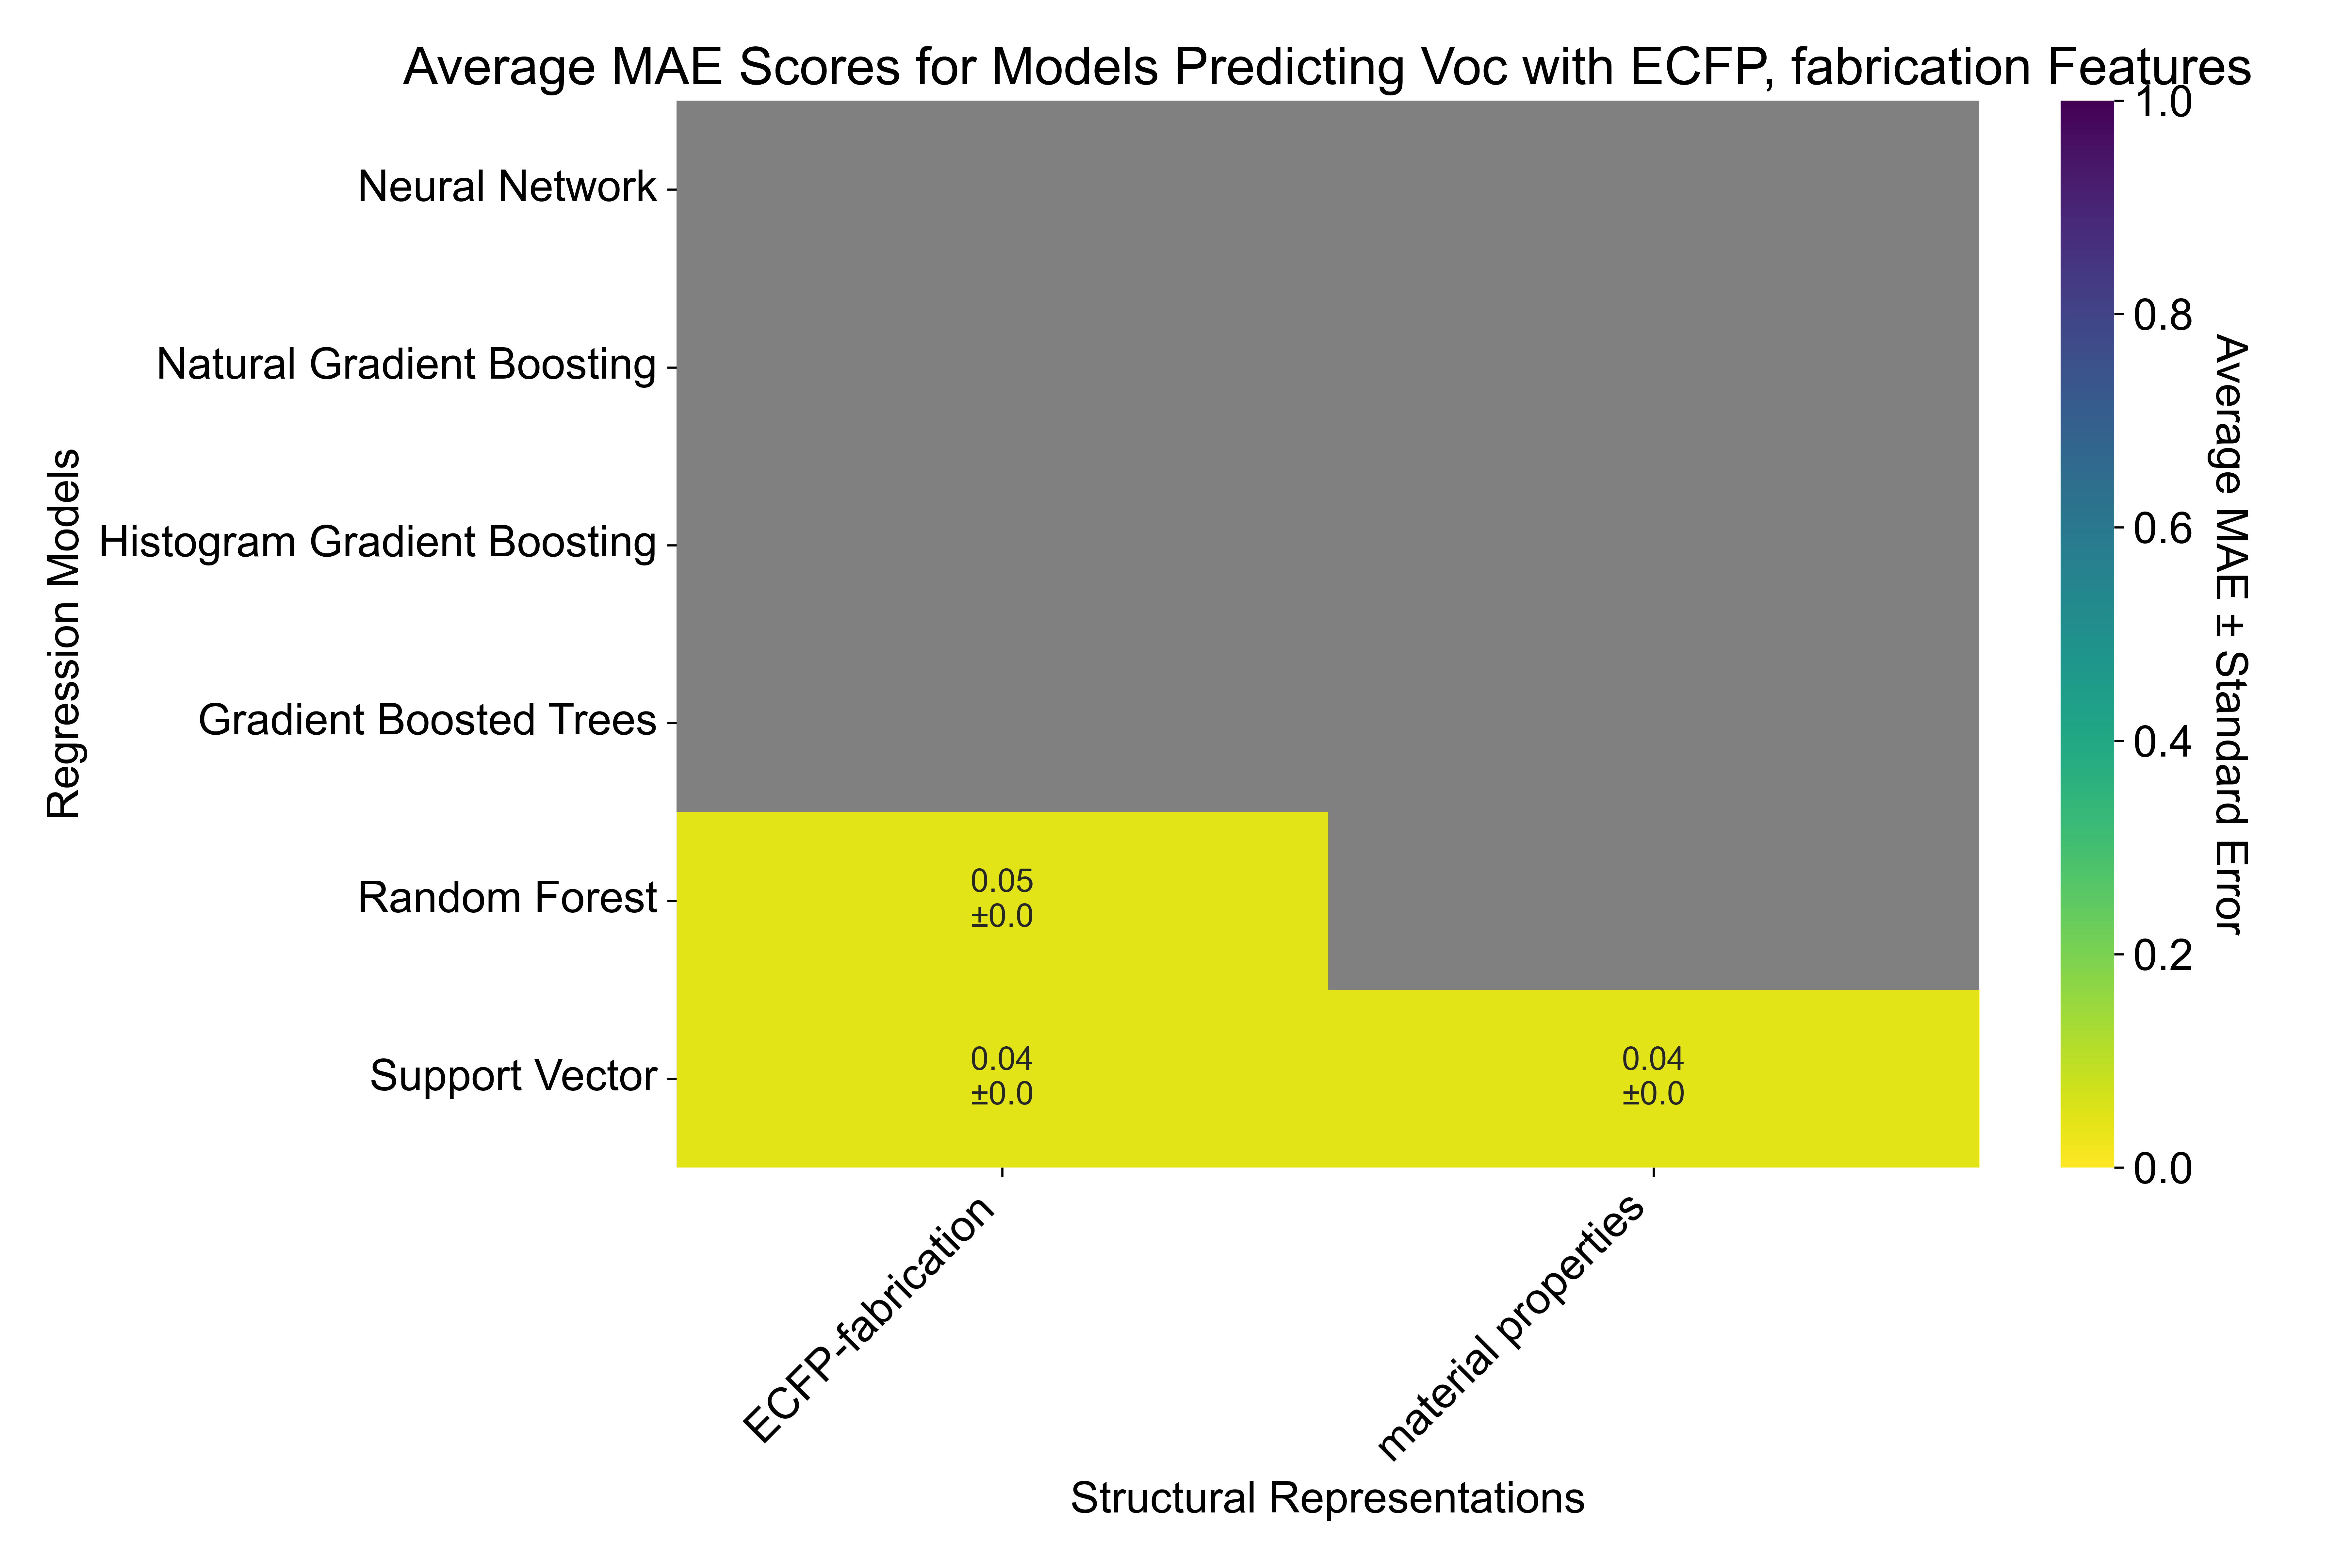 Average MAE Scores for Models Predicting Voc with ECFP, fabrication Features
Regression Models
Neural Network
Natural Gradient Boosting
Histogram Gradient Boosting
Gradient Boosted Trees
Random Forest
Support Vector
0.05
±0.0
0.04
±0.0
0.04
±0.0
ECFP-fabrication
material properties
Structural Representations
1.0
0.8
0.6
0.4
0.2
0.0
Average MAE ± Standard Error